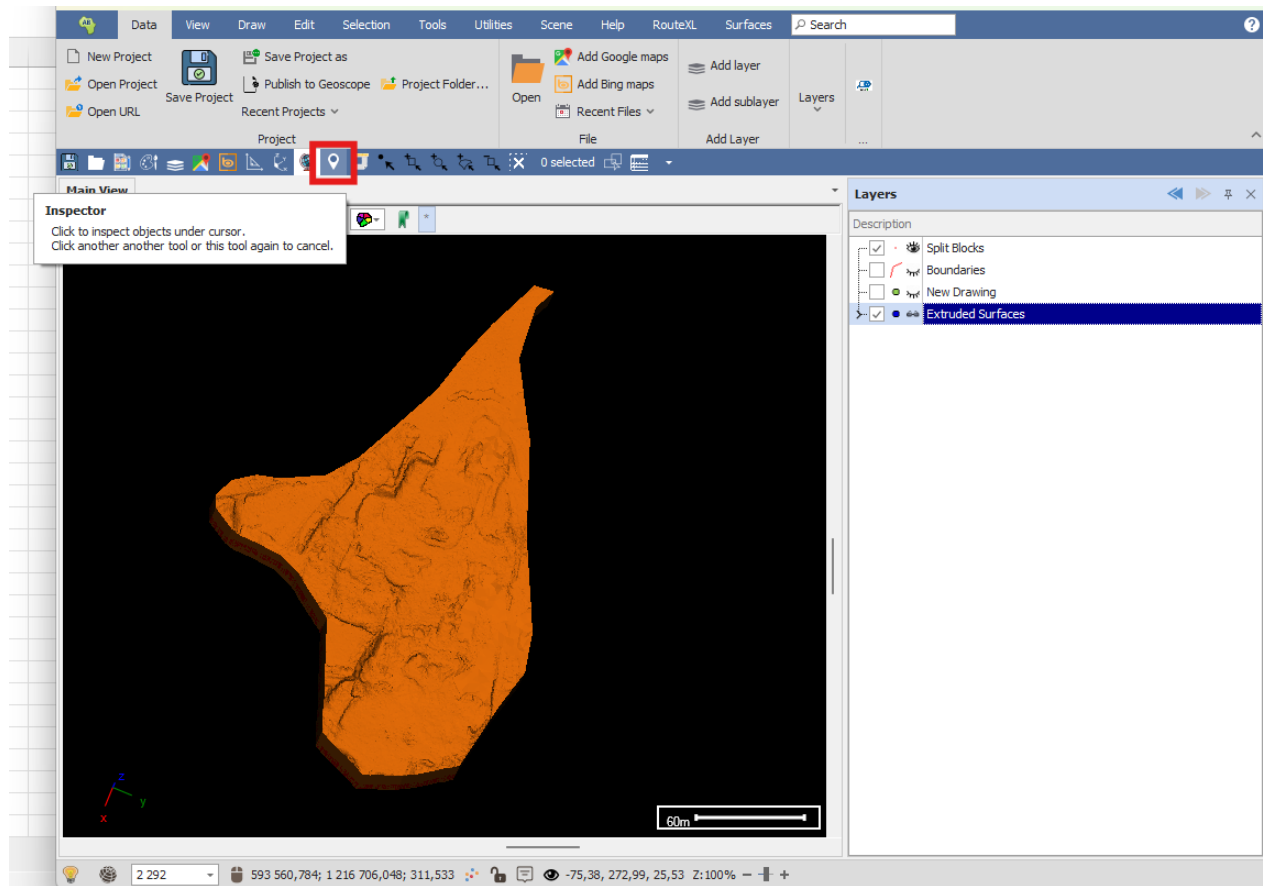 AB Data View Draw Edit Selection Tools Utilities Scene Help RouteXL Surfaces Search ?
New Project
Open Project
Open URL
Save Project
Save Project as
Publish to Geoscope Project Folder...
Recent Projects
Project
Open
Add Google maps
Add Bing maps
Recent Files
File
Add layer
Add sublayer
Add Layer
Layers
...
0 selected
Main View
Inspector
Click to inspect objects under cursor.
Click another another tool or this tool again to cancel.
*
Layers
Description
Split Blocks
Boundaries
New Drawing
Extruded Surfaces
z
y
x
60m
2 292 593 560,784; 1 216 706,048; 311,533 -75,38, 272,99, 25,53 Z:100% − +